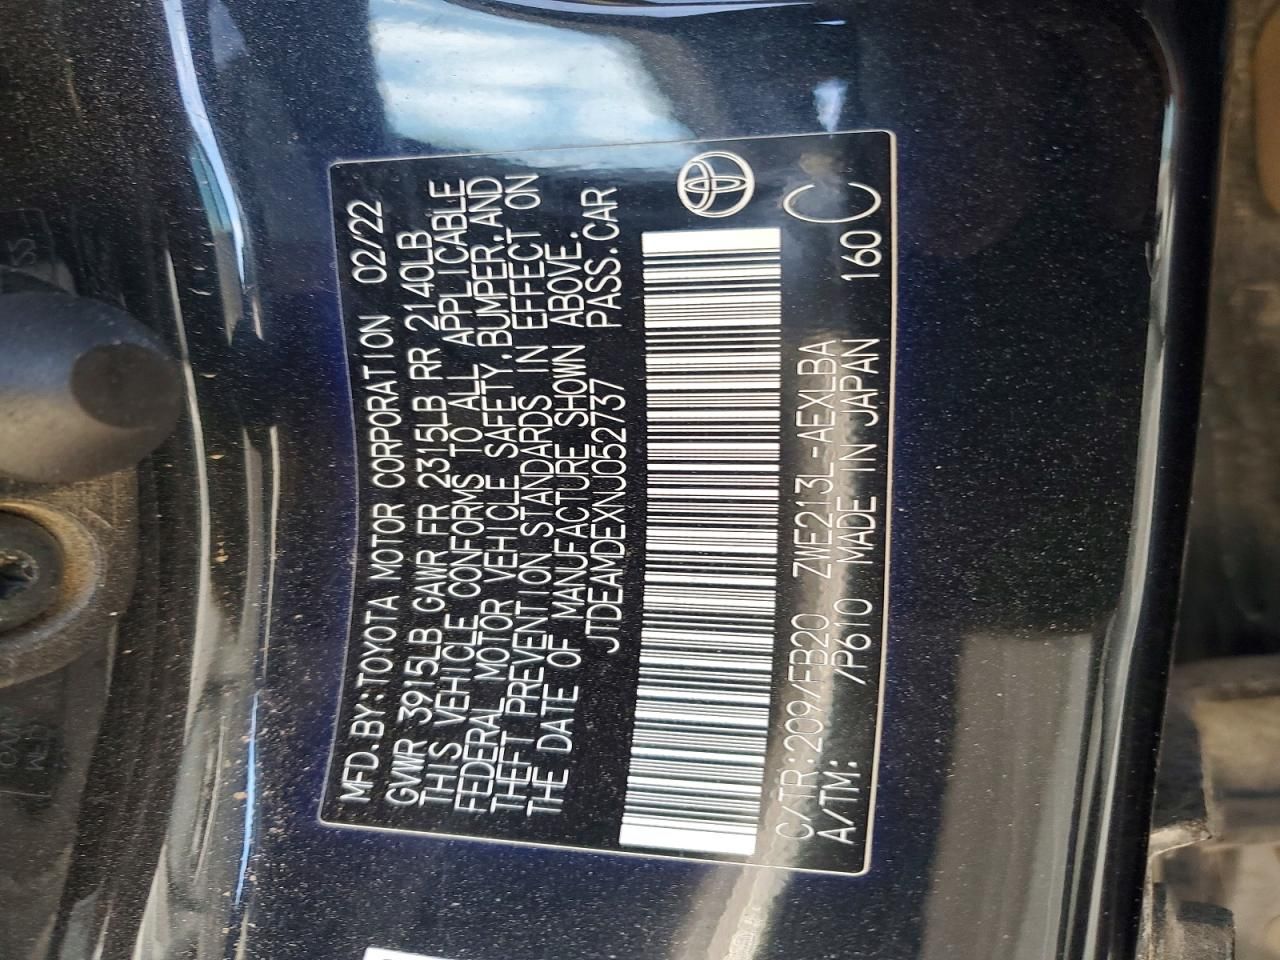 MFD.BY:TOYOTA MOTOR CORPORATION 02/22
GVWR 3915LB GAWR FR 2315LB RR 2140LB
THIS VEHICLE CONFORMS TO ALL APPLICABLE
FEDERAL MOTOR VEHICLE SAFETY,BUMPER,AND
THEFT PREVENTION STANDARDS IN EFFECT ON
THE DATE OF MANUFACTURE SHOWN ABOVE.
JTDEAMDEXNJ052737 PASS.CAR
C/TR:209/FB20 ZWE213L-AEXLBA C
A/TM: /P610 MADE IN JAPAN 160